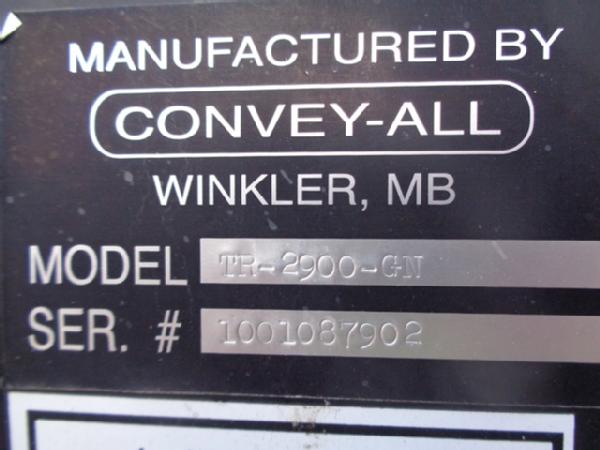 MANUFACTURED BY
CONVEY-ALL
WINKLER, MB
MODEL TR-2900-GN
SER. # 1001087902